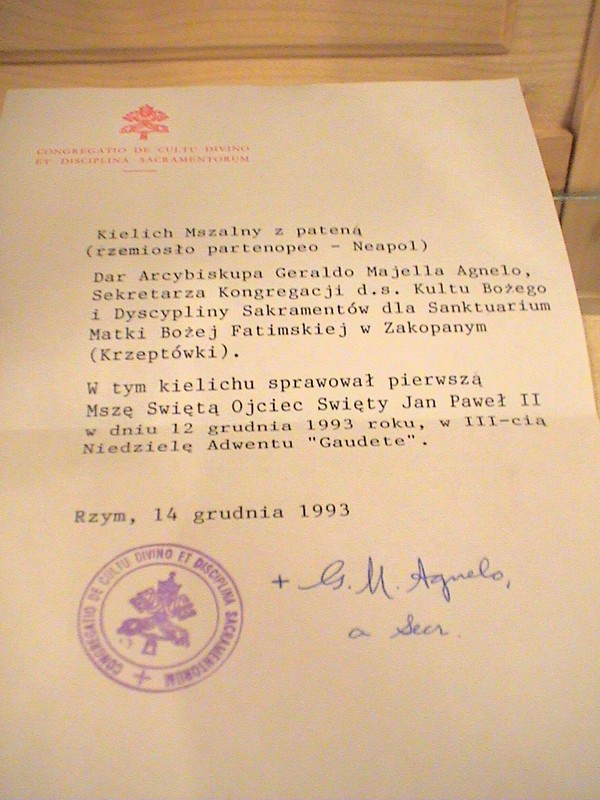 CONGREGATIO DE CULTU DIVINO
ET DISCIPLINA SACRAMENTORUM
Kielich Mszalny z pateną
(rzemiosło partenopeo - Neapol)
Dar Arcybiskupa Geraldo Majella Agnelo,
Sekretarza Kongregacji d.s. Kultu Bożego
i Dyscypliny Sakramentów dla Sanktuarium
Matki Bożej Fatimskiej w Zakopanym
(Krzeptówki).
W tym kielichu sprawował pierwszą
Mszę Swiętą Ojciec Swięty Jan Paweł II
w dniu 12 grudnia 1993 roku, w III-cią
Niedzielę Adwentu "Gaudete".
Rzym, 14 grudnia 1993
CONGREGATIO DE CULTU DIVINO ET DISCIPLINA SACRAMENTORUM
+ G. M. Agnelo,
a Secr.